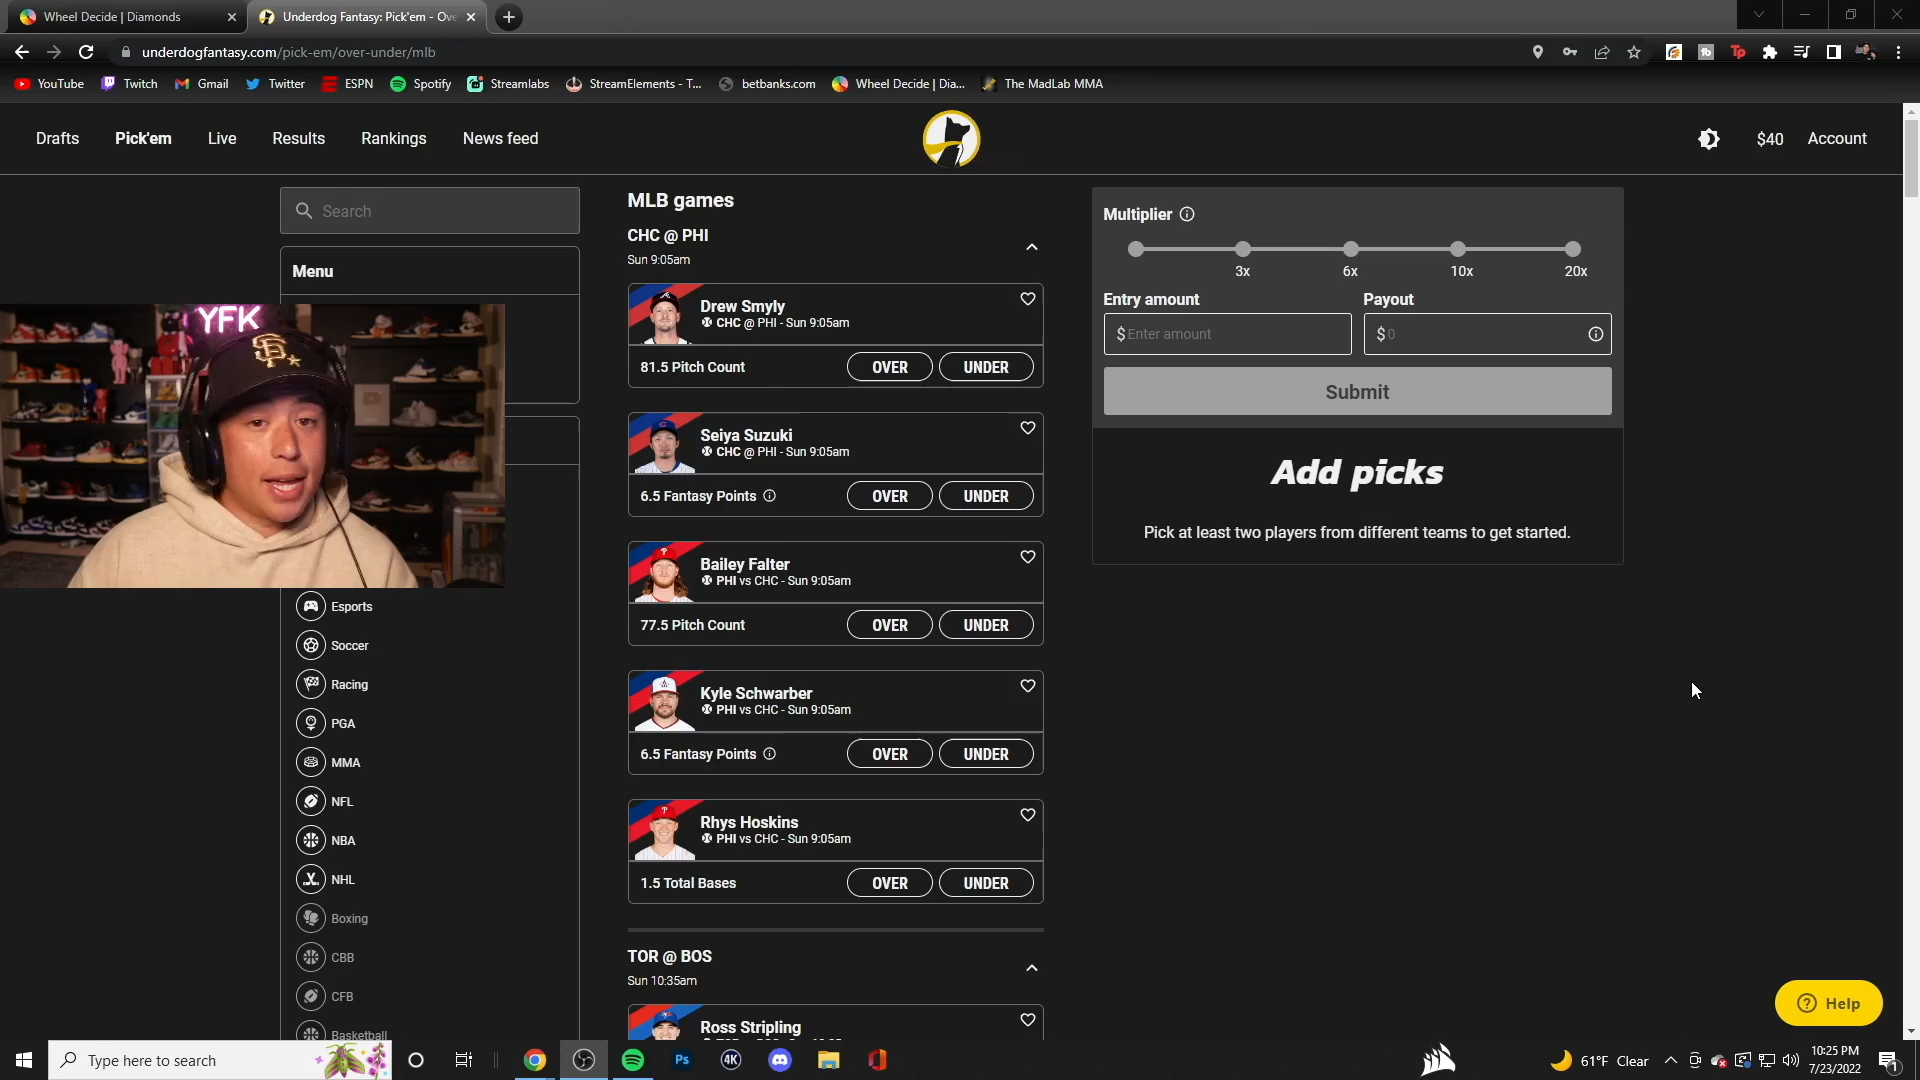 Wheel Decide | Diamonds
Underdog Fantasy: Pick'em - Ove
underdogfantasy.com/pick-em/over-under/mlb
YouTube
Twitch
Gmail
Twitter
ESPN
Spotify
Streamlabs
StreamElements - T...
betbanks.com
Wheel Decide | Dia...
The MadLab MMA
Drafts
Pick'em
Live
Results
Rankings
News feed
$40
Account
Search
Menu
YFK
SF
Esports
Soccer
Racing
PGA
MMA
NFL
NBA
NHL
Boxing
CBB
CFB
Basketball
MLB games
CHC @ PHI
Sun 9:05am
Drew Smyly
CHC @ PHI - Sun 9:05am
81.5 Pitch Count
OVER
UNDER
Seiya Suzuki
CHC @ PHI - Sun 9:05am
6.5 Fantasy Points
OVER
UNDER
Bailey Falter
PHI vs CHC - Sun 9:05am
77.5 Pitch Count
OVER
UNDER
Kyle Schwarber
PHI vs CHC - Sun 9:05am
6.5 Fantasy Points
OVER
UNDER
Rhys Hoskins
PHI vs CHC - Sun 9:05am
1.5 Total Bases
OVER
UNDER
TOR @ BOS
Sun 10:35am
Ross Stripling
Multiplier
3x
6x
10x
20x
Entry amount
Payout
$ Enter amount
$ 0
Submit
Add picks
Pick at least two players from different teams to get started.
Help
Type here to search
Ps
4K
61°F Clear
10:25 PM
7/23/2022
1